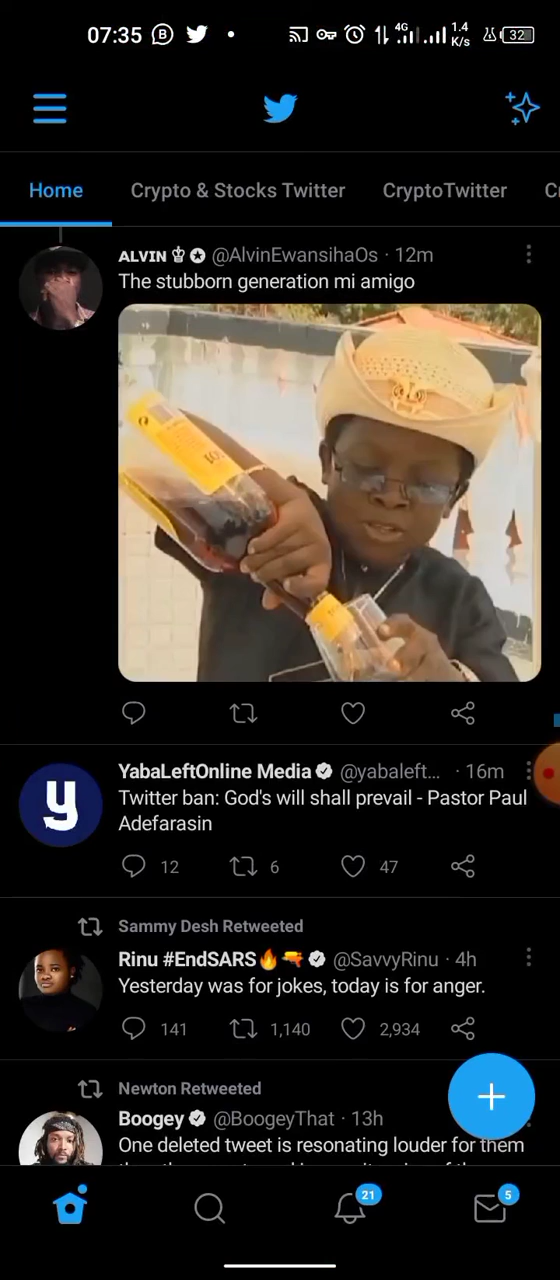 07:35
4G
1.4
K/s
32
Home
Crypto & Stocks Twitter
CryptoTwitter
ALVIN @AlvinEwansihaOs · 12m
The stubborn generation mi amigo
YabaLeftOnline Media @yabaleft... · 16m
Twitter ban: God's will shall prevail - Pastor Paul
Adefarasin
12
6
47
Sammy Desh Retweeted
Rinu #EndSARS🔥🔫 @SavvyRinu · 4h
Yesterday was for jokes, today is for anger.
141
1,140
2,934
Newton Retweeted
Boogey @BoogeyThat · 13h
One deleted tweet is resonating louder for them
21
5